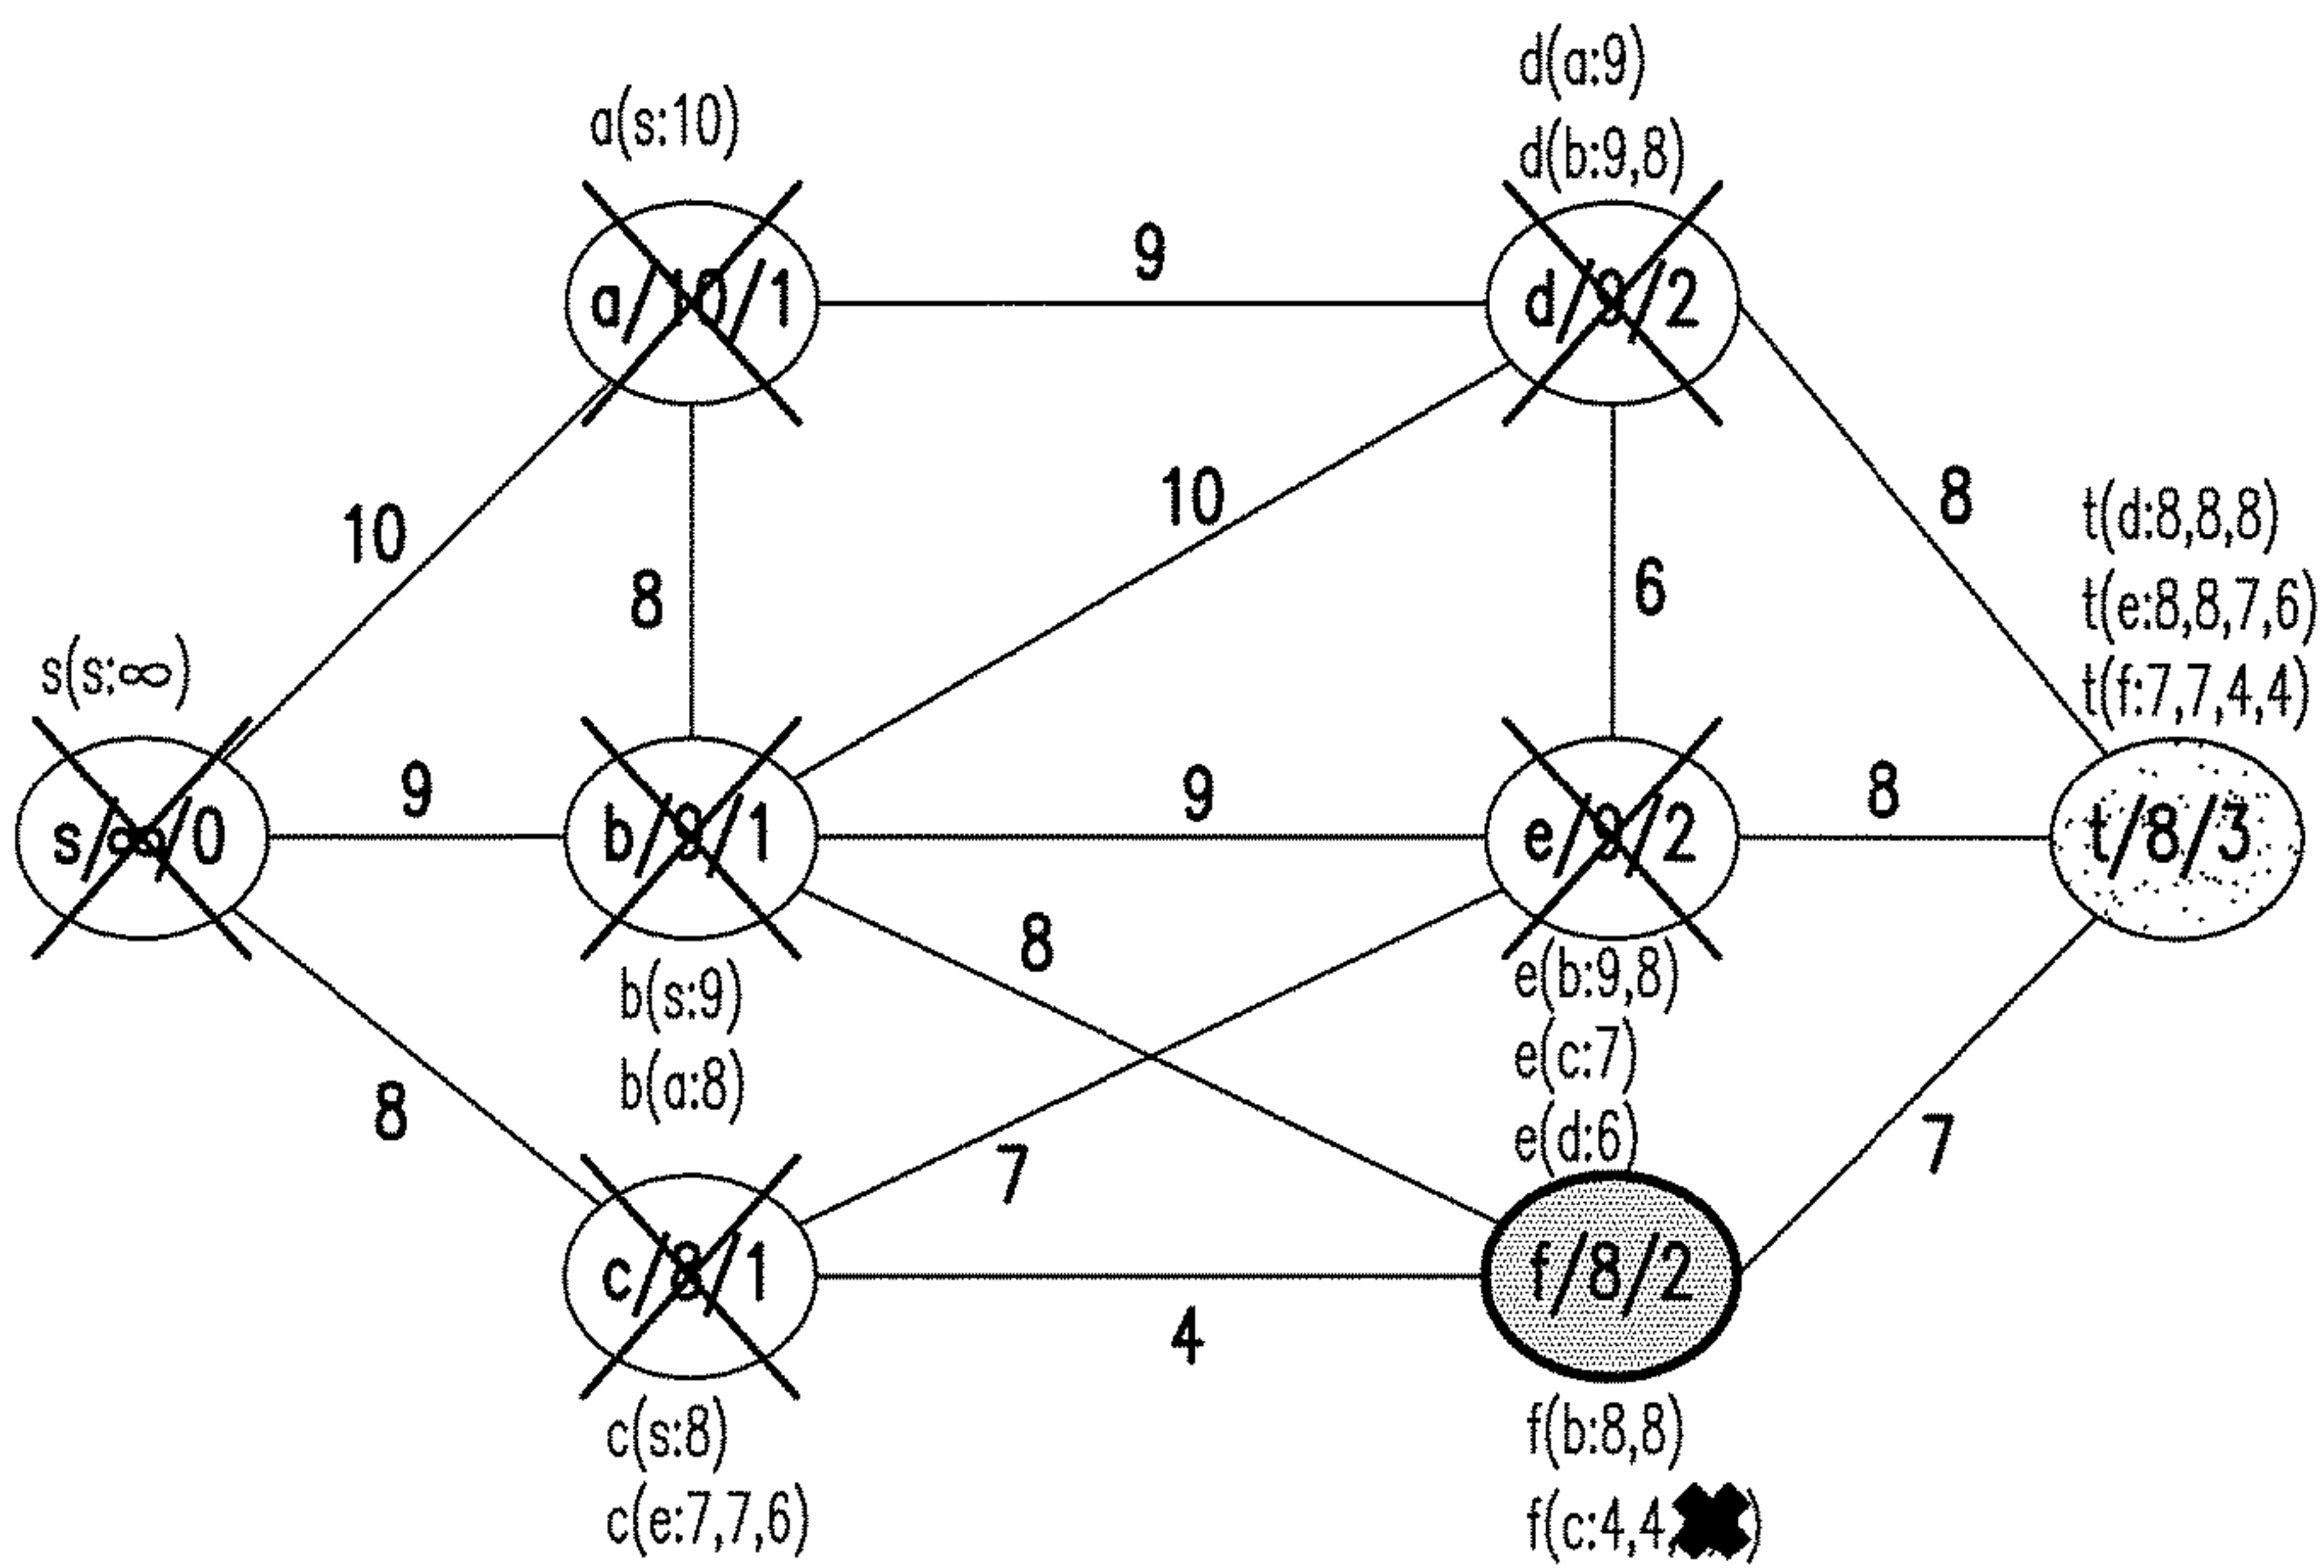 d(a:9)
d(b:9,8)
a(s:10)
a/10/1
9
d/9/2
10
8
10
6
8
t(d:8,8,8)
t(e:8,8,7,6)
t(f:7,7,4,4)
s(s:∞)
s/∞/0
9
b/9/1
9
e/9/2
8
t/8/3
b(s:9)
b(a:8)
8
8
7
e(b:9,8)
e(c:7)
e(d:6)
7
c/8/1
4
f/8/2
c(s:8)
c(e:7,7,6)
f(b:8,8)
f(c:4,4, )